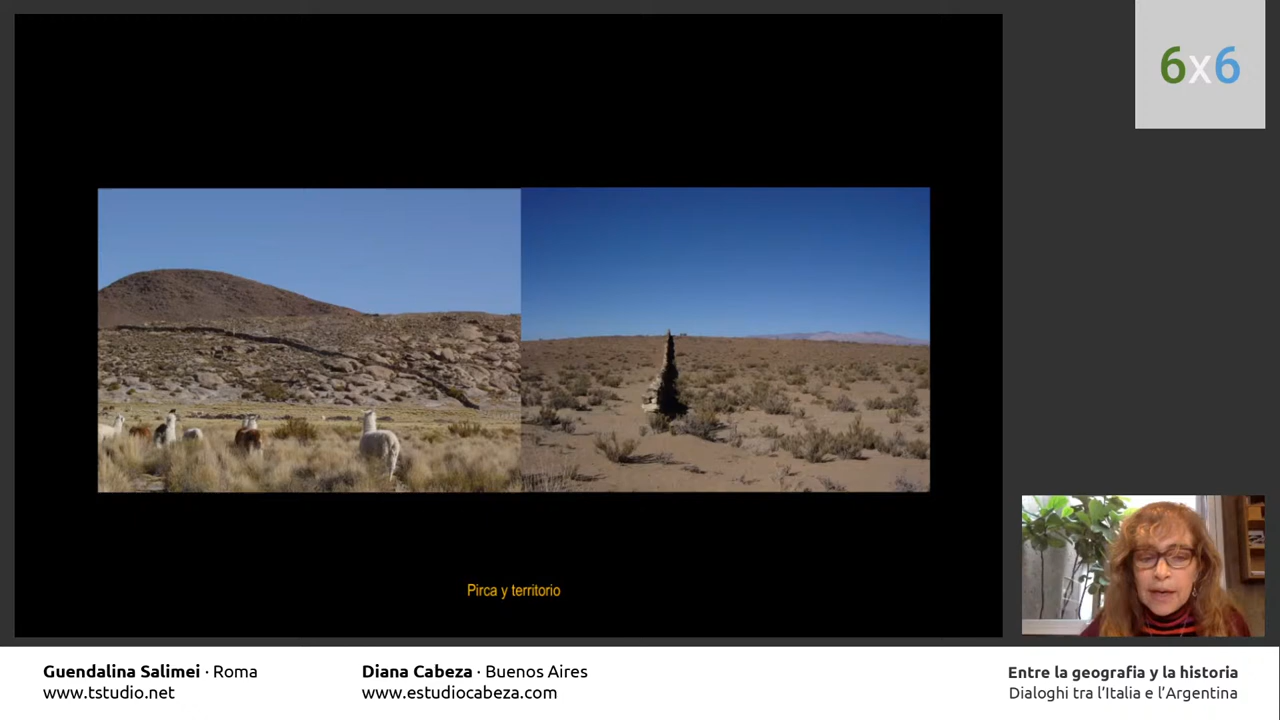 6x6
Pirca y territorio
Guendalina Salimei · Roma
www.tstudio.net
Diana Cabeza · Buenos Aires
www.estudiocabeza.com
Entre la geografia y la historia
Dialoghi tra l'Italia e l'Argentina